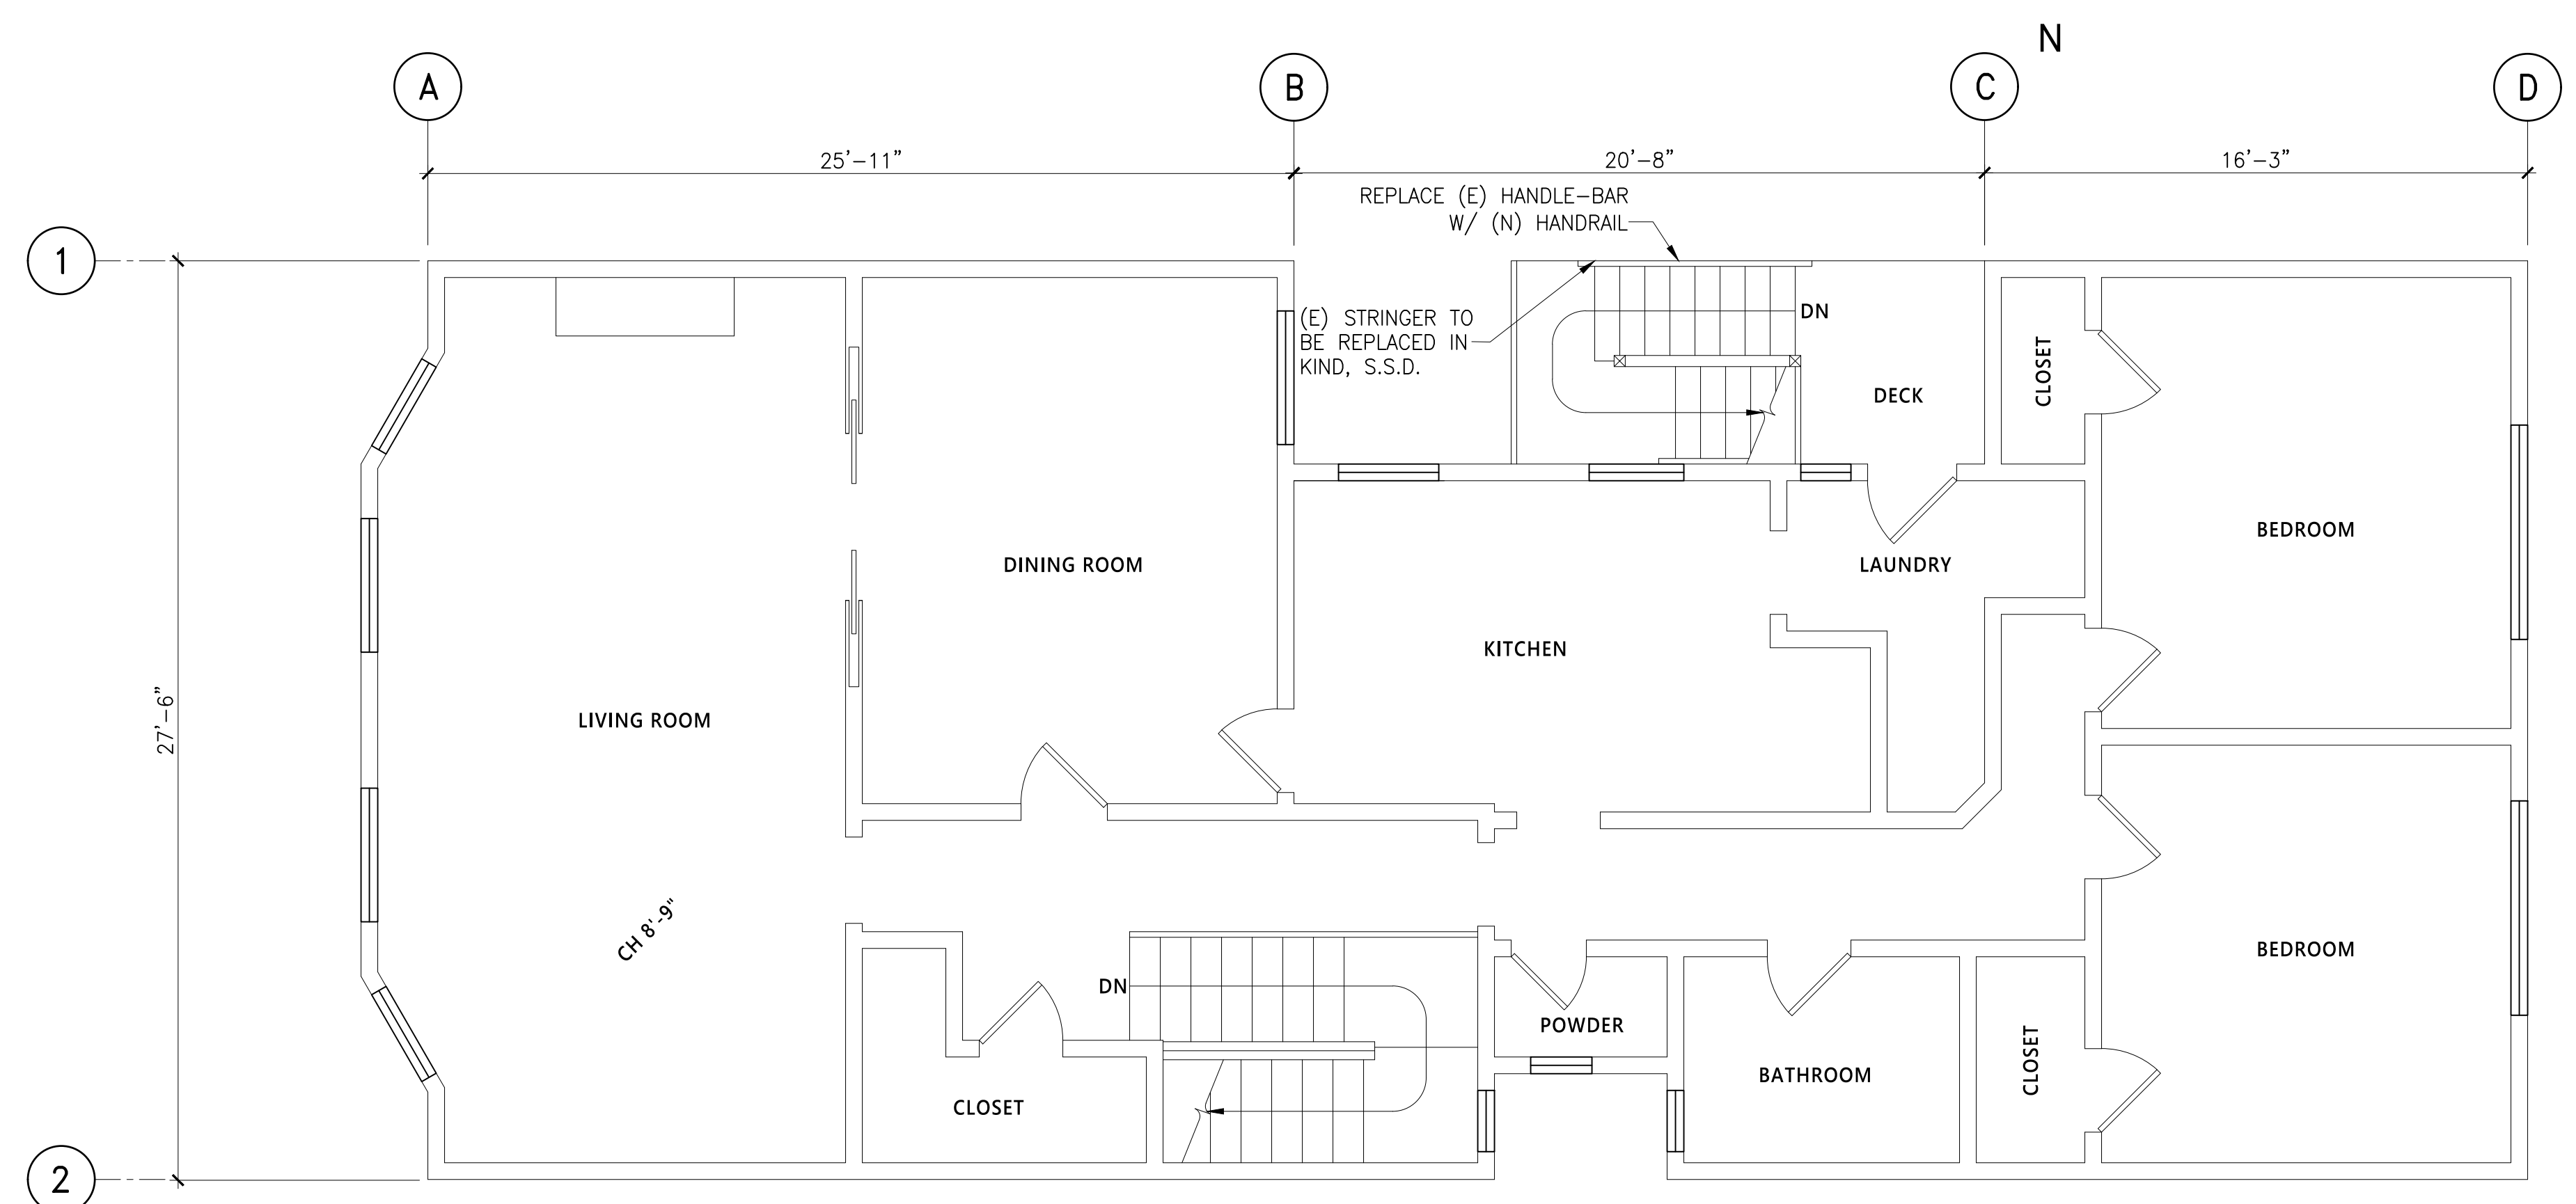 N
A
B
C
D
25'-11"
20'-8"
16'-3"
REPLACE (E) HANDLE-BAR
W/ (N) HANDRAIL
1
(E) STRINGER TO
BE REPLACED IN
KIND, S.S.D.
DN
DECK
CLOSET
BEDROOM
DINING ROOM
LAUNDRY
KITCHEN
27'-6"
LIVING ROOM
CH 8'-9"
BEDROOM
DN
POWDER
BATHROOM
CLOSET
CLOSET
2